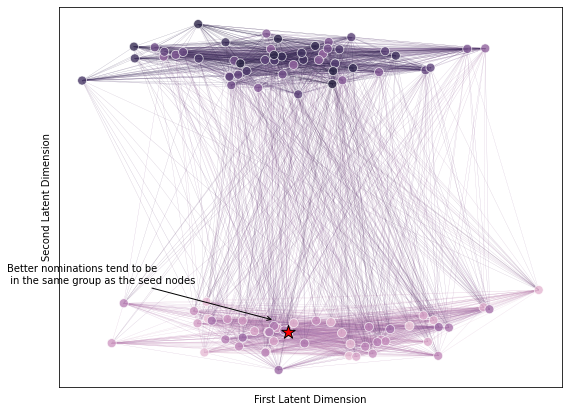 Second Latent Dimension
Better nominations tend to be
in the same group as the seed nodes
First Latent Dimension